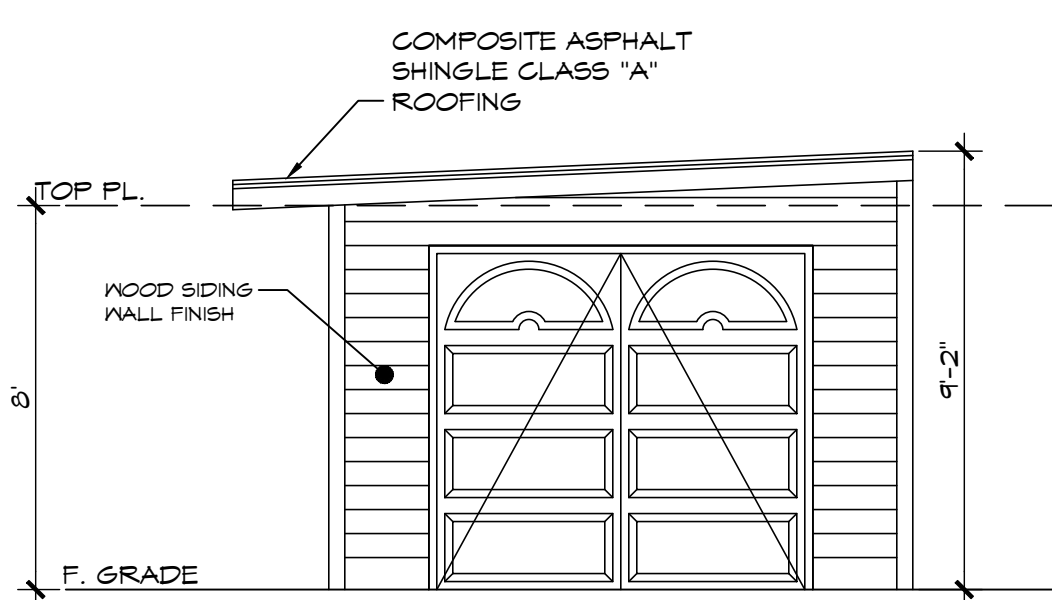 COMPOSITE ASPHALT
SHINGLE CLASS "A"
ROOFING
TOP PL.
WOOD SIDING
WALL FINISH
8'
9'-2"
F. GRADE